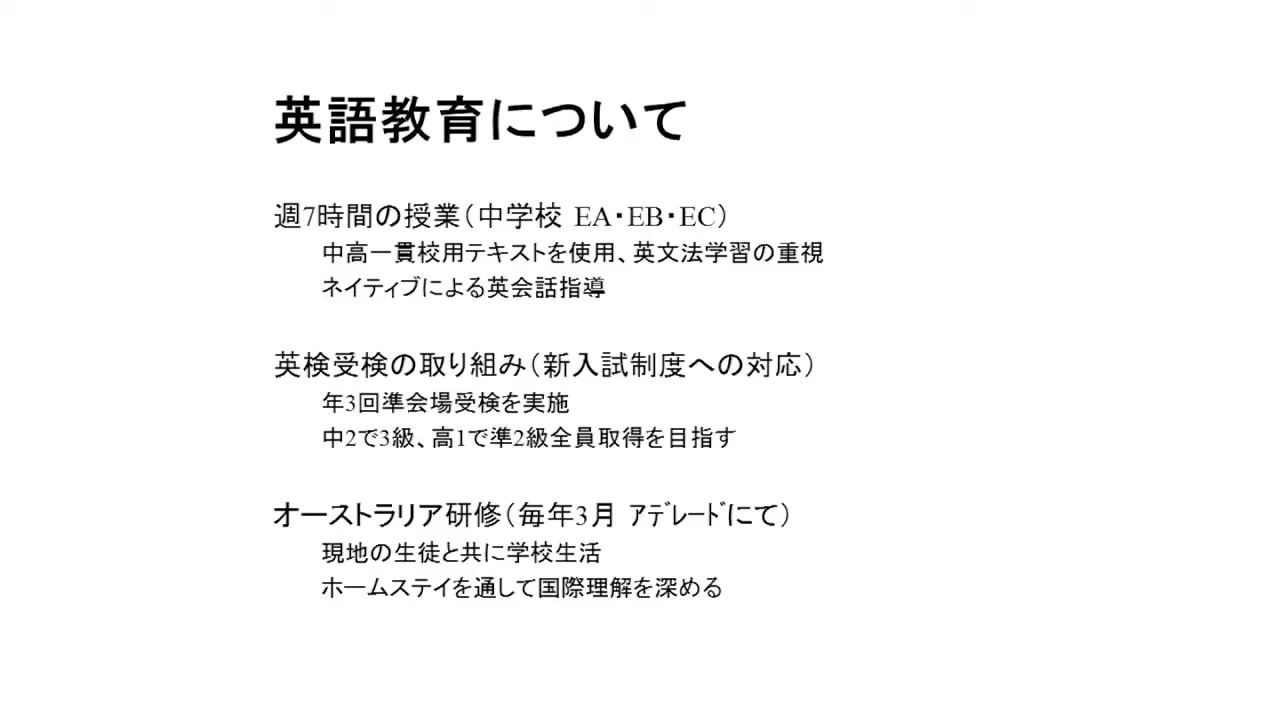 英語教育について
週7時間の授業（中学校 EA・EB・EC）
中高一貫校用テキストを使用、英文法学習の重視
ネイティブによる英会話指導
英検受検の取り組み（新入試制度への対応）
年3回準会場受検を実施
中2で3級、高1で準2級全員取得を目指す
オーストラリア研修（毎年3月 ｱﾃﾞﾚｰﾄﾞにて）
現地の生徒と共に学校生活
ホームステイを通して国際理解を深める